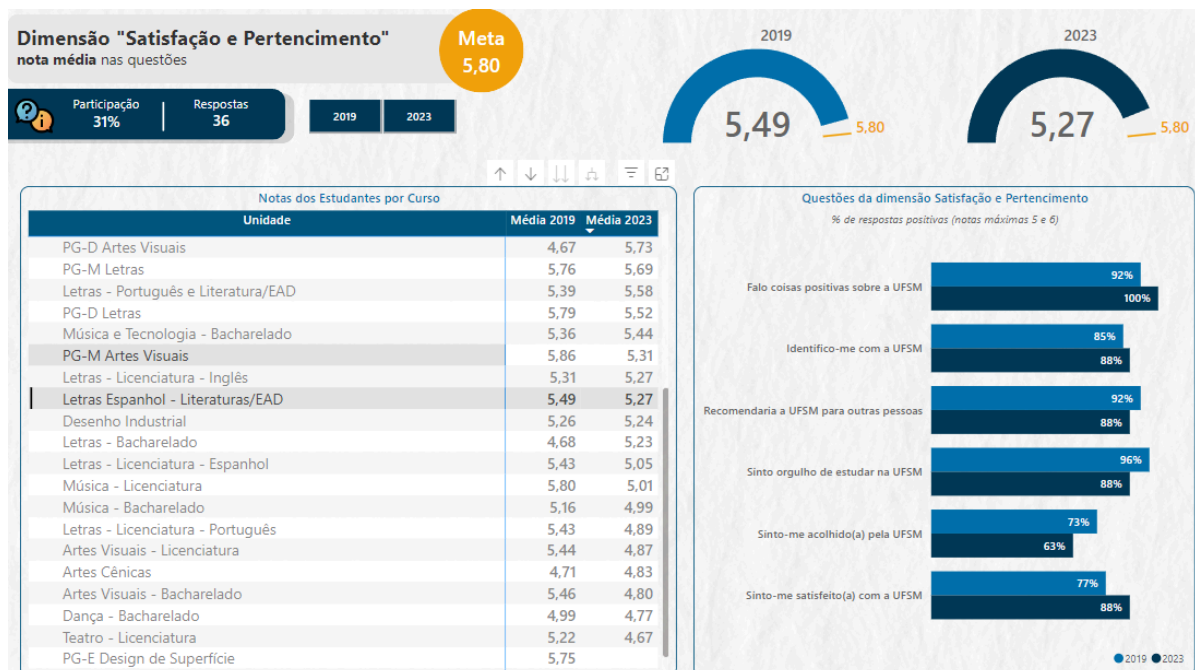 Dimensão "Satisfação e Pertencimento"
nota média nas questões
Meta
5,80
Participação
31%
Respostas
36
2019
2023
2019
5,49
5,80
2023
5,27
5,80
Notas dos Estudantes por Curso
Unidade Média 2019 Média 2023
PG-D Artes Visuais 4,67 5,73
PG-M Letras 5,76 5,69
Letras - Português e Literatura/EAD 5,39 5,58
PG-D Letras 5,79 5,52
Música e Tecnologia - Bacharelado 5,36 5,44
PG-M Artes Visuais 5,86 5,31
Letras - Licenciatura - Inglês 5,31 5,27
Letras Espanhol - Literaturas/EAD 5,49 5,27
Desenho Industrial 5,26 5,24
Letras - Bacharelado 4,68 5,23
Letras - Licenciatura - Espanhol 5,43 5,05
Música - Licenciatura 5,80 5,01
Música - Bacharelado 5,16 4,99
Letras - Licenciatura - Português 5,43 4,89
Artes Visuais - Licenciatura 5,44 4,87
Artes Cênicas 4,71 4,83
Artes Visuais - Bacharelado 5,46 4,80
Dança - Bacharelado 4,99 4,77
Teatro - Licenciatura 5,22 4,67
PG-E Design de Superfície 5,75
Questões da dimensão Satisfação e Pertencimento
% de respostas positivas (notas máximas 5 e 6)
Falo coisas positivas sobre a UFSM
92%
100%
Identifico-me com a UFSM
85%
88%
Recomendaria a UFSM para outras pessoas
92%
88%
Sinto orgulho de estudar na UFSM
96%
88%
Sinto-me acolhido(a) pela UFSM
73%
63%
Sinto-me satisfeito(a) com a UFSM
77%
88%
2019 2023